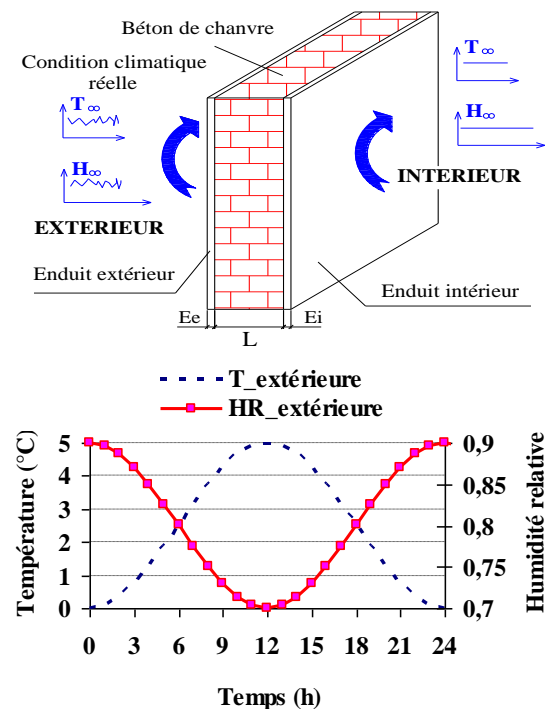 Béton de chanvre
Condition climatique
réelle
T∞
H∞
EXTERIEUR
T∞
H∞
INTERIEUR
Enduit extérieur
Enduit intérieur
Ee
Ei
L
T_extérieure
HR_extérieure
Température (°C)
5
4
3
2
1
0
0,9
0,85
0,8
0,75
0,7
Humidité relative
0 3 6 9 12 15 18 21 24
Temps (h)